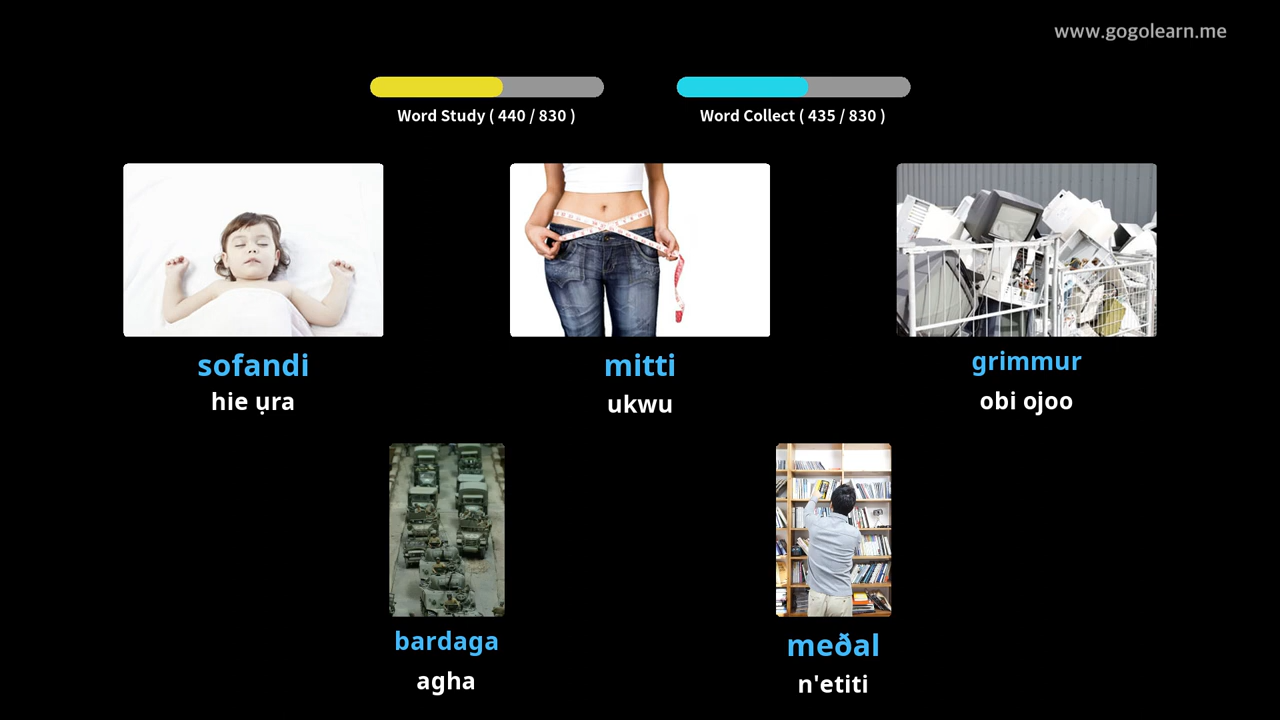 www.gogolearn.me
Word Study ( 440 / 830 )
Word Collect ( 435 / 830 )
sofandi
hie ụra
mitti
ukwu
grimmur
obi ojoo
bardaga
agha
meðal
n'etiti